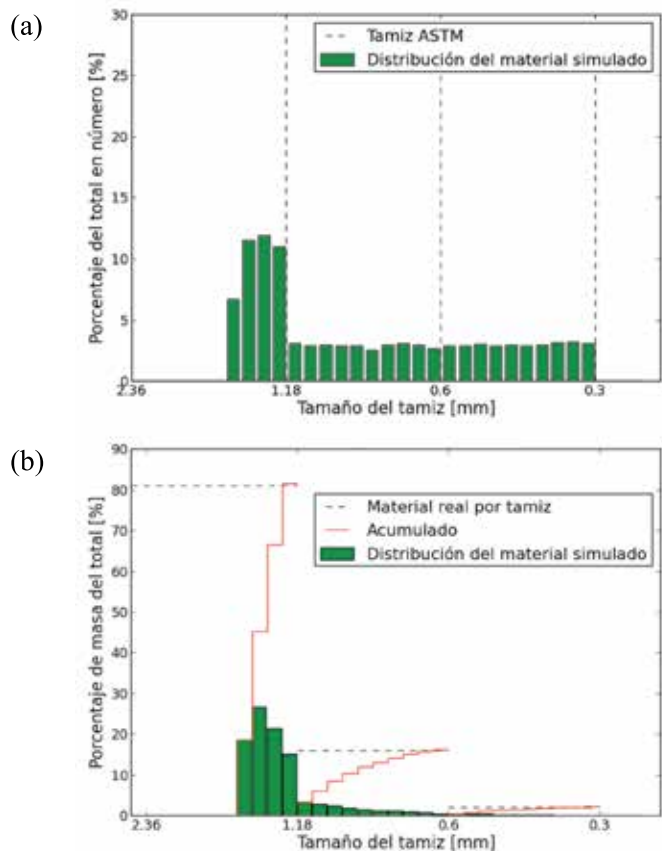 (a)
Porcentaje del total en número [%]
30
25
20
15
10
5
0
Tamiz ASTM
Distribución del material simulado
2.36
1.18
0.6
0.3
Tamaño del tamiz [mm]
(b)
Porcentaje de masa del total [%]
90
80
70
60
50
40
30
20
10
0
Material real por tamiz
Acumulado
Distribución del material simulado
2.36
1.18
0.6
0.3
Tamaño del tamiz [mm]